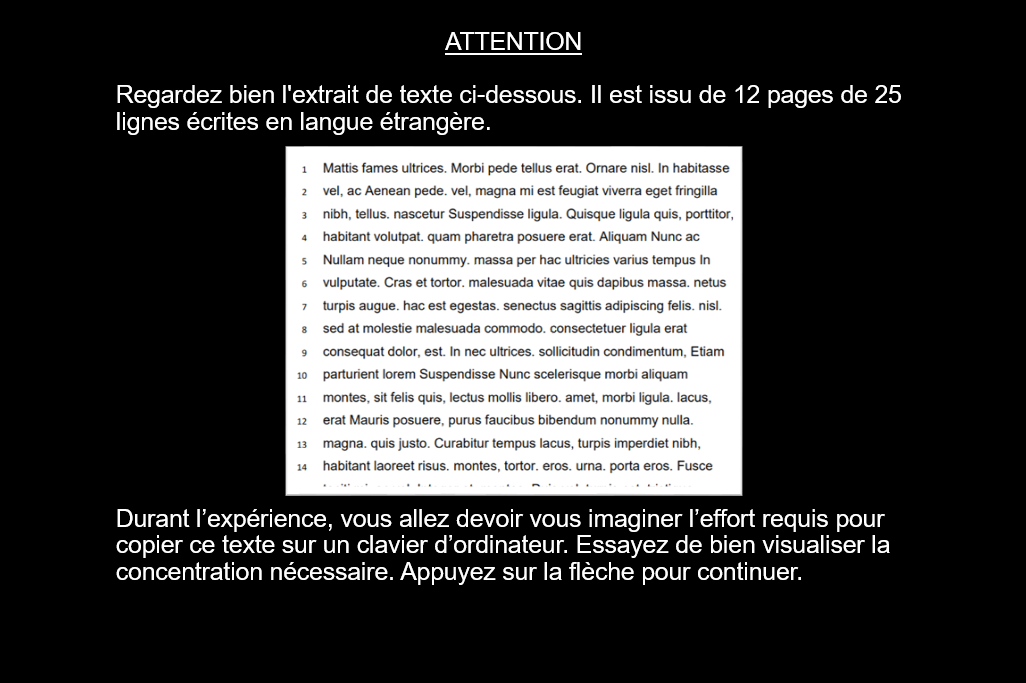 ATTENTION
Regardez bien l'extrait de texte ci-dessous. Il est issu de 12 pages de 25
lignes écrites en langue étrangère.
1 Mattis fames ultrices. Morbi pede tellus erat. Ornare nisl. In habitasse
2 vel, ac Aenean pede. vel, magna mi est feugiat viverra eget fringilla
3 nibh, tellus. nascetur Suspendisse ligula. Quisque ligula quis, porttitor,
4 habitant volutpat. quam pharetra posuere erat. Aliquam Nunc ac
5 Nullam neque nonummy. massa per hac ultricies varius tempus In
6 vulputate. Cras et tortor. malesuada vitae quis dapibus massa. netus
7 turpis augue. hac est egestas. senectus sagittis adipiscing felis. nisl.
8 sed at molestie malesuada commodo. consectetuer ligula erat
9 consequat dolor, est. In nec ultrices. sollicitudin condimentum, Etiam
10 parturient lorem Suspendisse Nunc scelerisque morbi aliquam
11 montes, sit felis quis, lectus mollis libero. amet, morbi ligula. lacus,
12 erat Mauris posuere, purus faucibus bibendum nonummy nulla.
13 magna. quis justo. Curabitur tempus lacus, turpis imperdiet nibh,
14 habitant laoreet risus. montes, tortor. eros. urna. porta eros. Fusce
Durant l’expérience, vous allez devoir vous imaginer l’effort requis pour
copier ce texte sur un clavier d’ordinateur. Essayez de bien visualiser la
concentration nécessaire. Appuyez sur la flèche pour continuer.